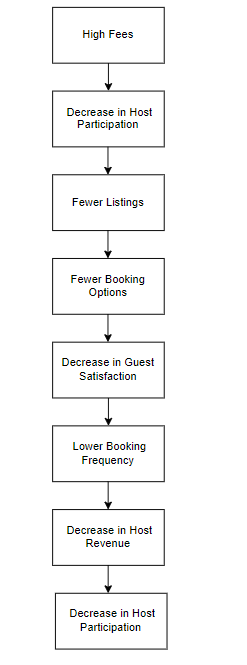 High Fees
Decrease in Host
Participation
Fewer Listings
Fewer Booking
Options
Decrease in Guest
Satisfaction
Lower Booking
Frequency
Decrease in Host
Revenue
Decrease in Host
Participation